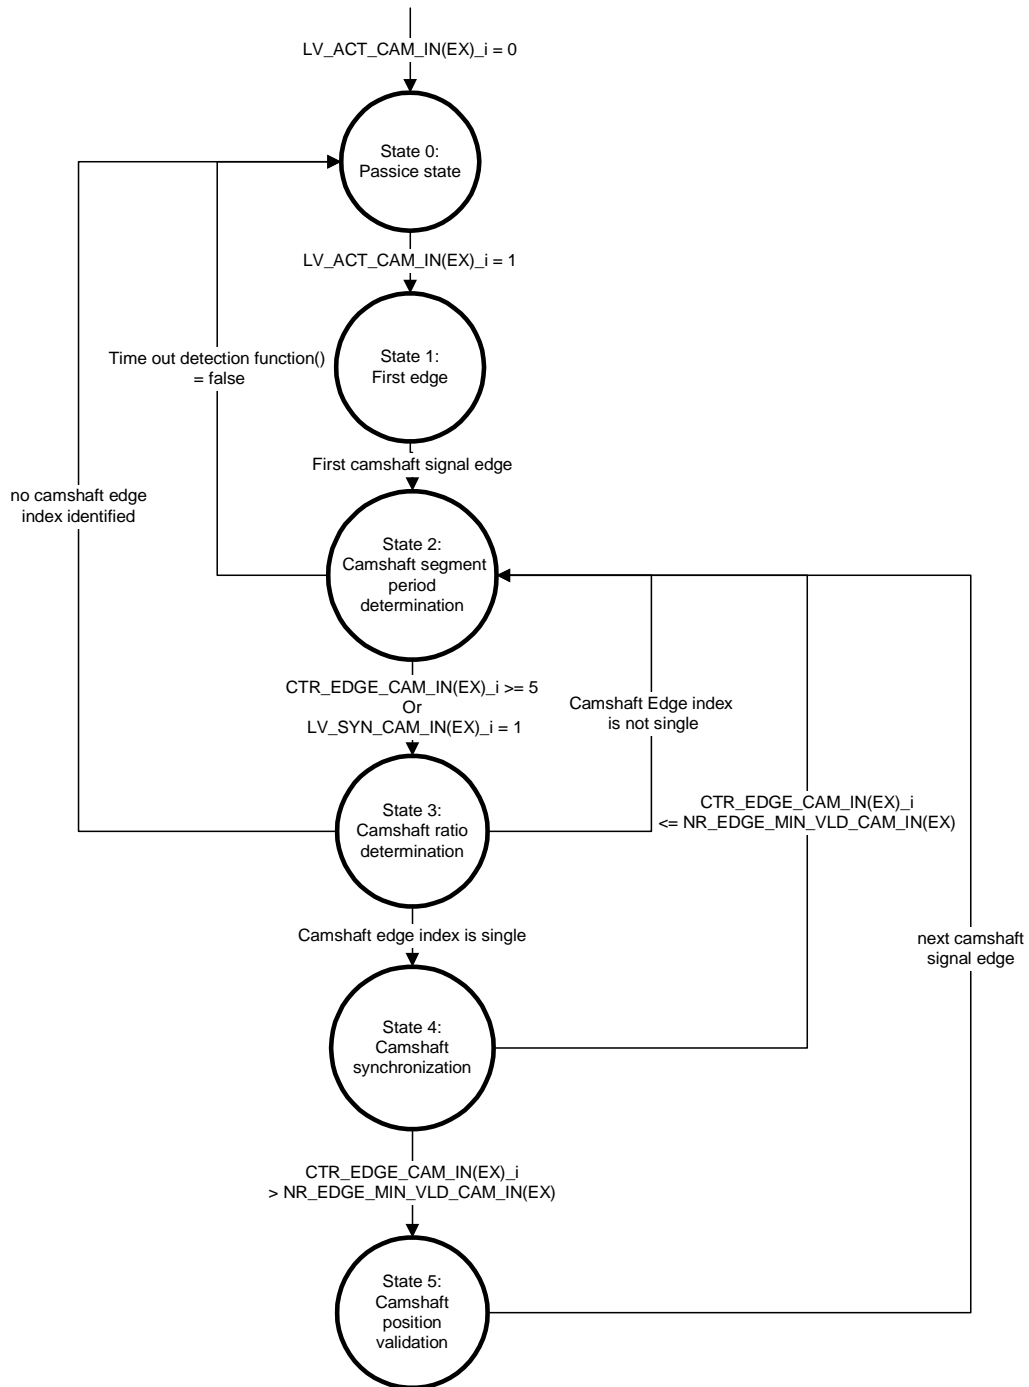 LV_ACT_CAM_IN(EX)_i = 0
State 0:
Passice state
LV_ACT_CAM_IN(EX)_i = 1
State 1:
First edge
Time out detection function()
= false
First camshaft signal edge
no camshaft edge
index identified
State 2:
Camshaft segment
period
determination
CTR_EDGE_CAM_IN(EX)_i >= 5
Or
LV_SYN_CAM_IN(EX)_i = 1
Camshaft Edge index
is not single
State 3:
Camshaft ratio
determination
CTR_EDGE_CAM_IN(EX)_i
<= NR_EDGE_MIN_VLD_CAM_IN(EX)
Camshaft edge index is single
next camshaft
signal edge
State 4:
Camshaft
synchronization
CTR_EDGE_CAM_IN(EX)_i
> NR_EDGE_MIN_VLD_CAM_IN(EX)
State 5:
Camshaft
position
validation